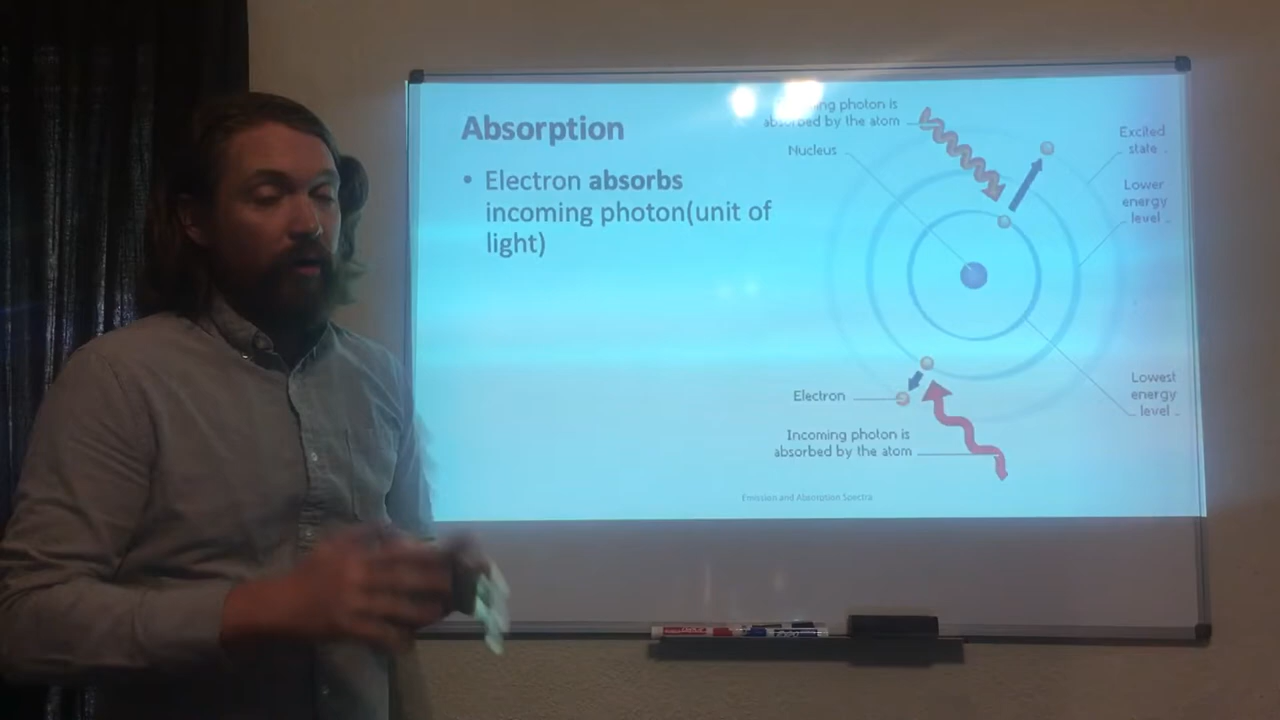 Absorption
• Electron absorbs
incoming photon(unit of
light)
photon is
absorbed by the atom
Nucleus
Excited
state
Lower
energy
level
Lowest
energy
level
Electron
Incoming photon is
absorbed by the atom
Emission and Absorption Spectra
EXPO